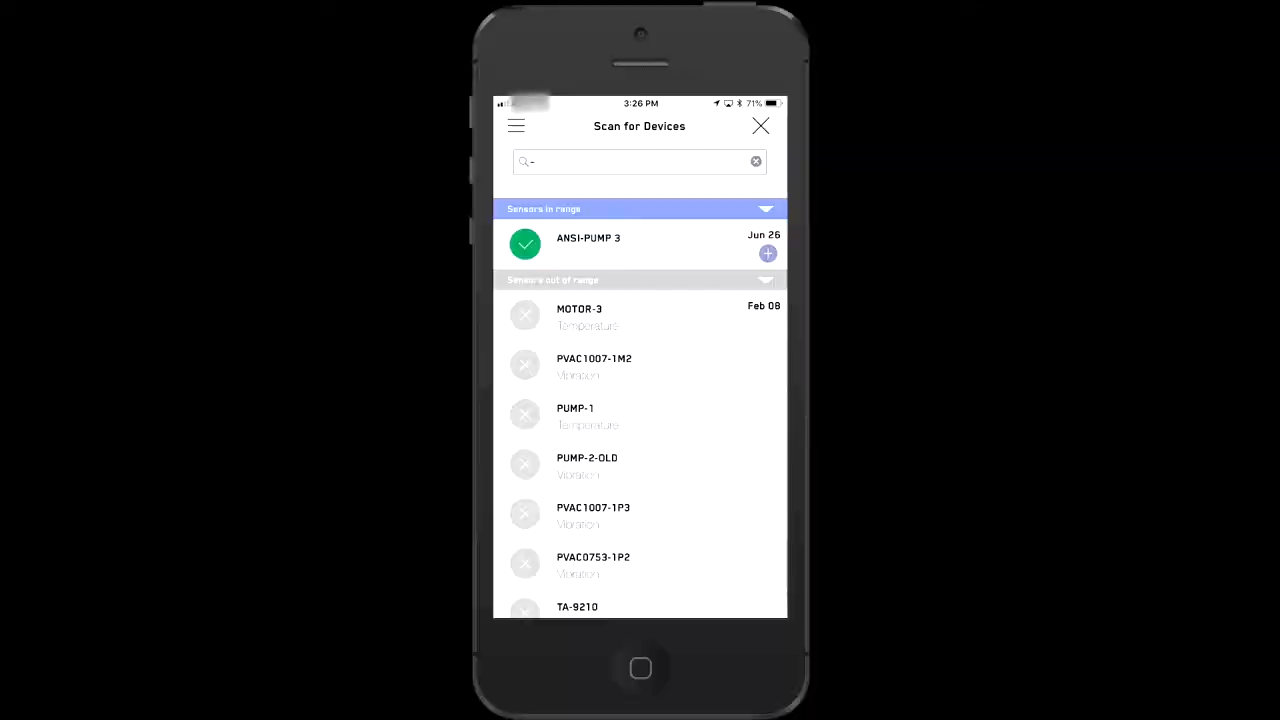 3:26 PM
71%
Scan for Devices
-
Sensors in range
ANSI-PUMP 3
Jun 26
Sensors out of range
MOTOR-3
Feb 08
Temperature
PVAC1007-1M2
Vibration
PUMP-1
Temperature
PUMP-2-OLD
Vibration
PVAC1007-1P3
Vibration
PVAC0753-1P2
Vibration
TA-9210